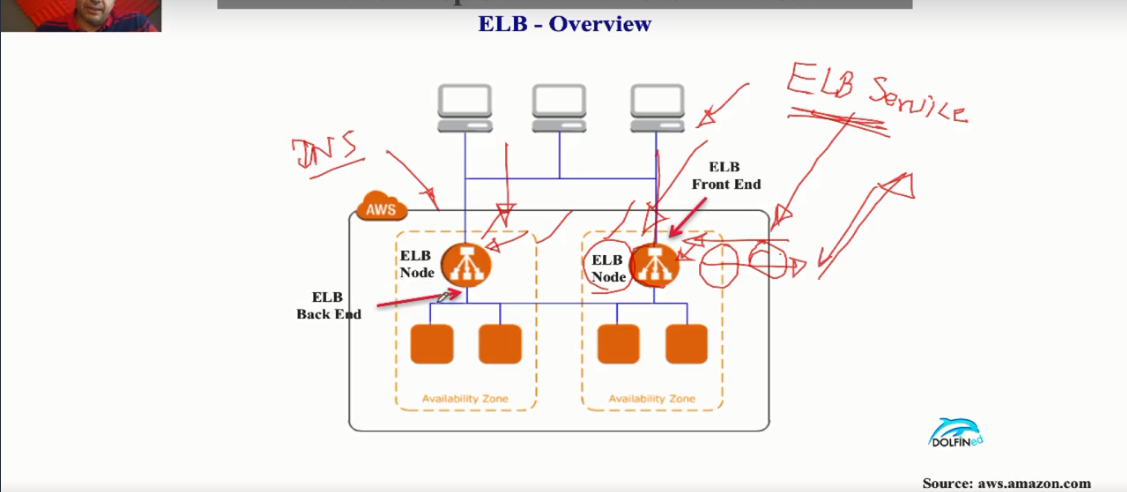 ELB - Overview
ELB Service
DNS
ELB
Front End
AWS
ELB
Node
ELB
Node
ELB
Back End
Availability Zone
Availability Zone
DOLFINed
Source: aws.amazon.com